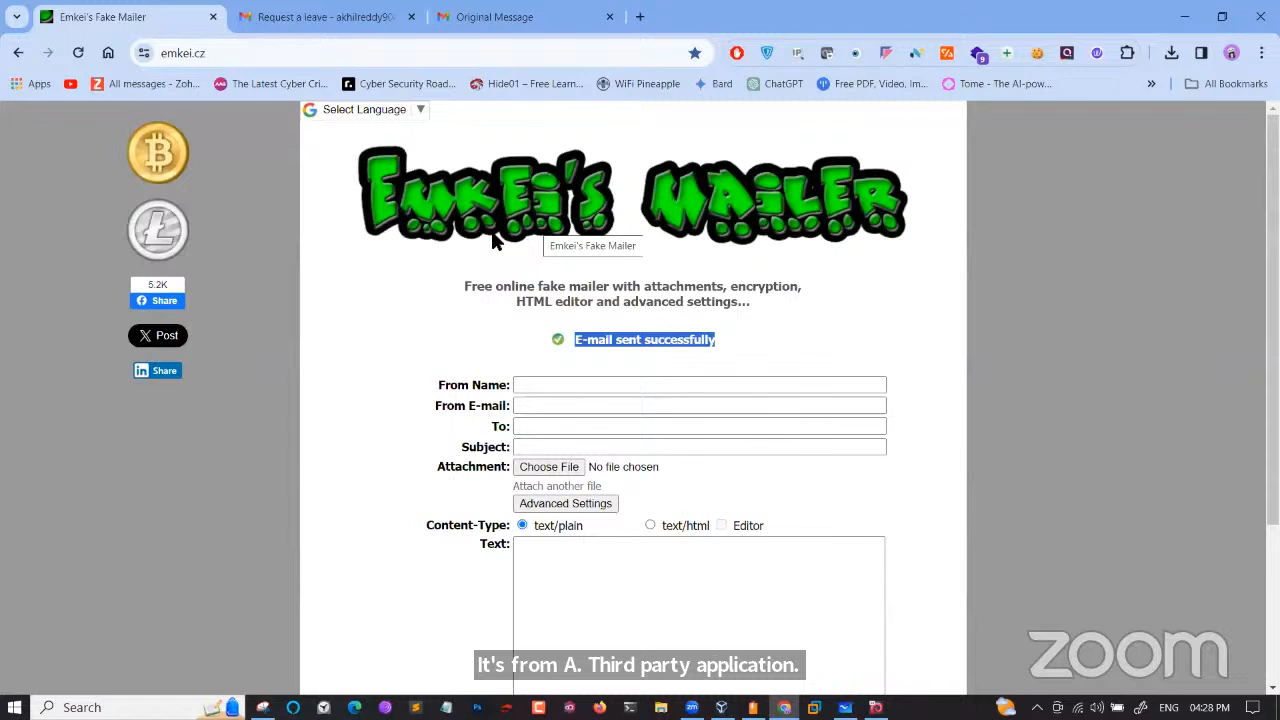 Emkei's Fake Mailer
Request a leave - akhilreddy90
Original Message
emkei.cz
Apps
All messages - Zoh...
The Latest Cyber Cri...
Cyber Security Road...
Hide01 – Free Learn...
WiFi Pineapple
Bard
ChatGPT
Free PDF, Video, Im...
Tome - The AI-pow...
»
All Bookmarks
9
Select Language
EMKEI'S MAILER
Emkei's Fake Mailer
5.2K
Share
Post
Share
Free online fake mailer with attachments, encryption,
HTML editor and advanced settings...
E-mail sent successfully
From Name:
From E-mail:
To:
Subject:
Attachment: Choose File No file chosen
Attach another file
Advanced Settings
Content-Type: text/plain text/html Editor
Text:
It's from A. Third party application.
zoom
Search
04:28 PM